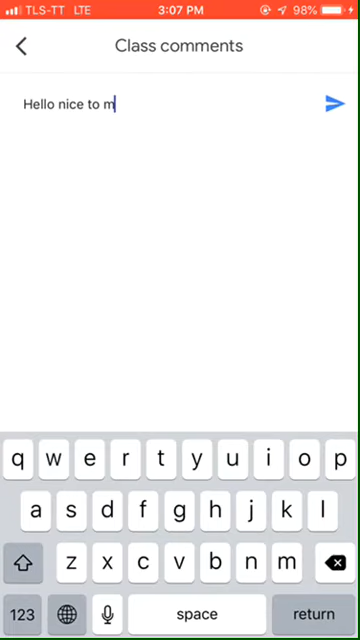 TLS-TT LTE 3:07 PM 98%
Class comments
Hello nice to m
q w e r t y u i o p
a s d f g h j k l
z x c v b n m
123 space return